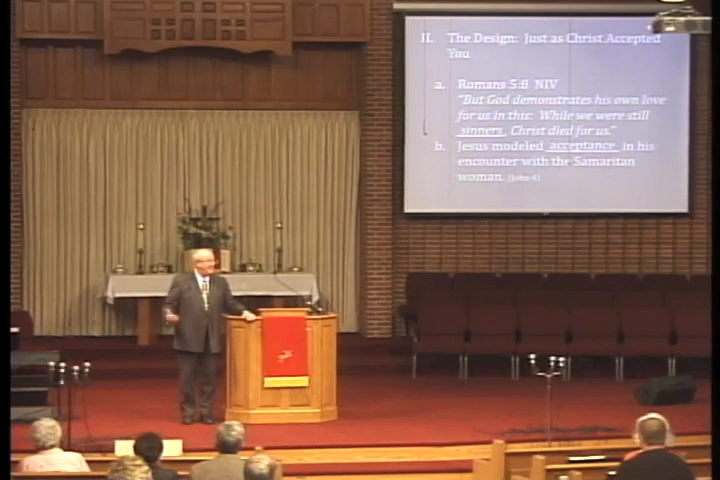 II. The Design: Just as Christ Accepted
You
a. Romans 5:8 NIV
"But God demonstrates his own love
for us in this: While we were still
sinners, Christ died for us."
b. Jesus modeled acceptance in his
encounter with the Samaritan
woman. (John 4)